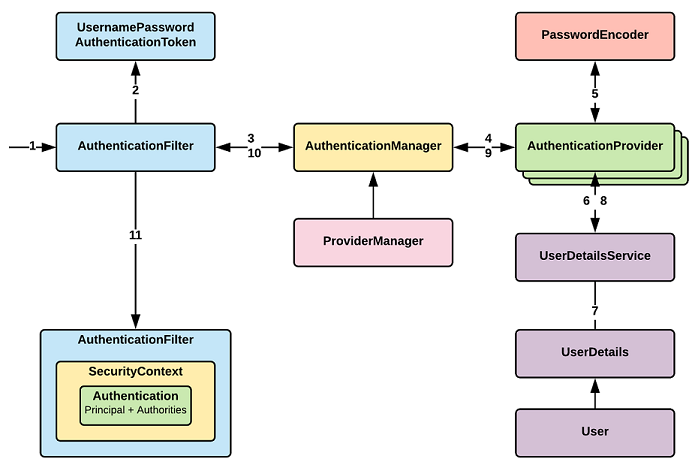 UsernamePassword
AuthenticationToken
PasswordEncoder
2
5
1
AuthenticationFilter
3
10
AuthenticationManager
4
9
AuthenticationProvider
6 8
11
ProviderManager
UserDetailsService
7
AuthenticationFilter
SecurityContext
Authentication
Principal + Authorities
UserDetails
User